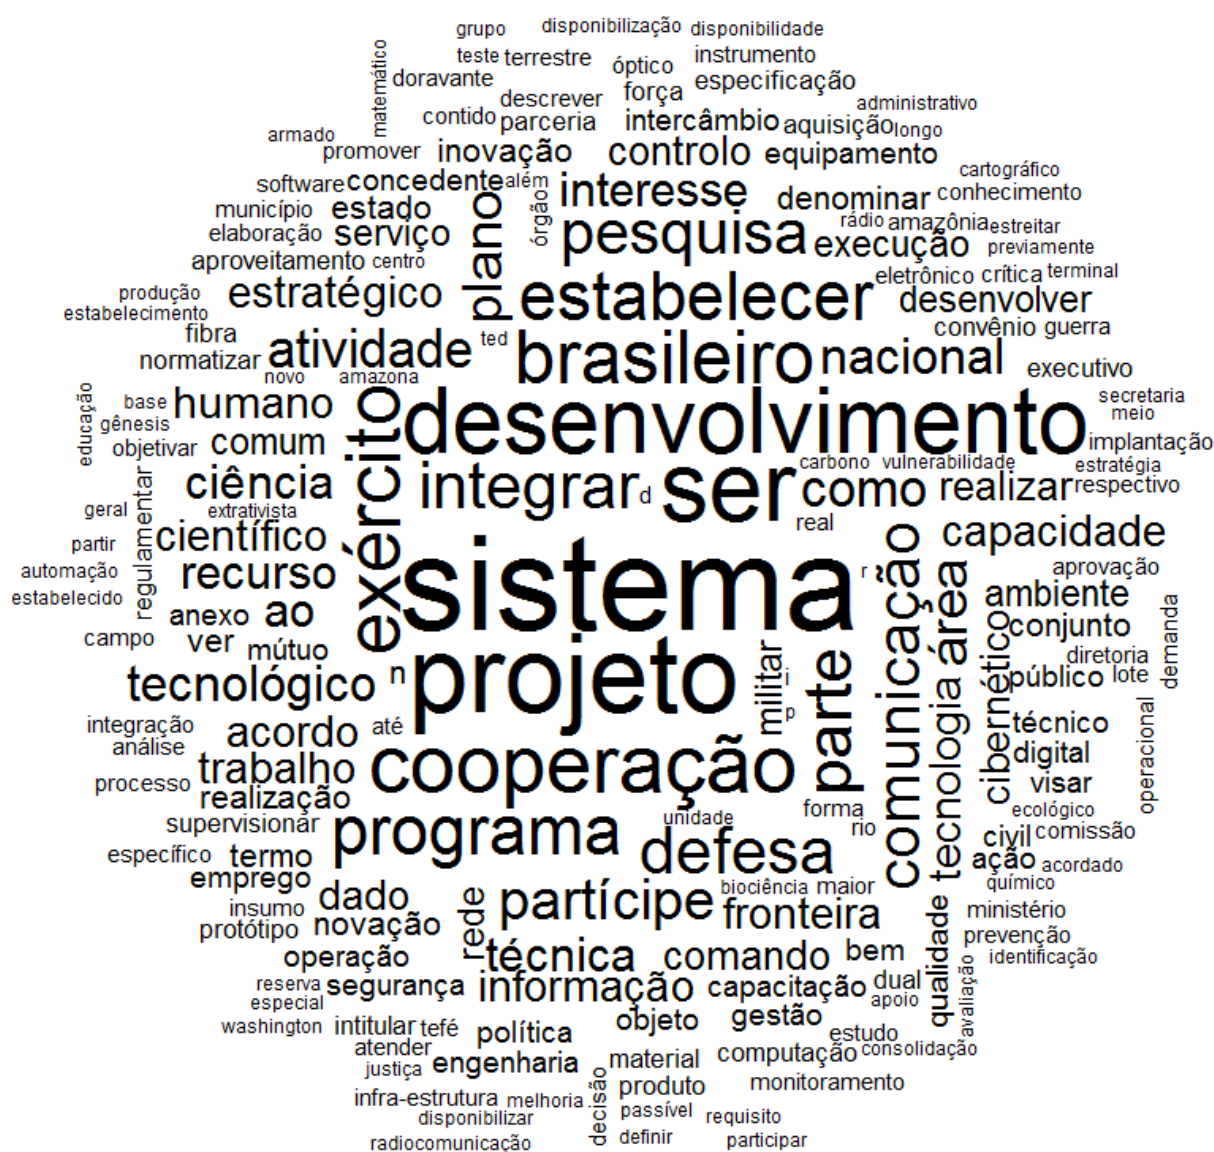 grupo disponibilização disponibilidade
matemático teste terrestre óptico instrumento
doravante força especificação
descrever administrativo
contido parceria intercâmbio aquisição longo
armado promover inovação controlo equipamento
cartográfico
software concedente além interesse denominar conhecimento
município estado plano órgão pesquisa rádio amazônia estreitar
elaboração serviço execução previamente
aproveitamento centro eletrônico crítica terminal
produção estratégico estabelecer desenvolver
estabelecimento
fibra convênio guerra
normatizar atividade ted brasileiro nacional executivo
novo amazona
educação base humano exército desenvolvimento secretaria
gênesis meio
objetivar comum implantação
ciência integrar d ser carbono vulnerabilidade estratégia
como realizar respectivo
geral extrativista real
partir regulamentar científico comunicação capacidade
automação recurso sistema r área aprovação
estabelecido ambiente
anexo ao cibernético conjunto demanda
campo ver mútuo militar parte diretoria
tecnológico n projeto i tecnologia público lote
integração acordo até p técnico operacional
análise digital
processo trabalho cooperação visar
realização forma ecológico
supervisionar programa unidade rio civil comissão
específico termo defesa ação acordado
emprego biociência maior químico
insumo dado rede partícipe fronteira qualidade ministério
protótipo novação prevenção
operação técnica comando bem identificação
reserva segurança informação capacitação dual avaliação
especial apoio
washington intitular tefé política objeto gestão estudo
atender material computação consolidação
justiça engenharia
decisão produto monitoramento
infra-estrutura melhoria passível requisito
disponibilizar
radiocomunicação definir participar